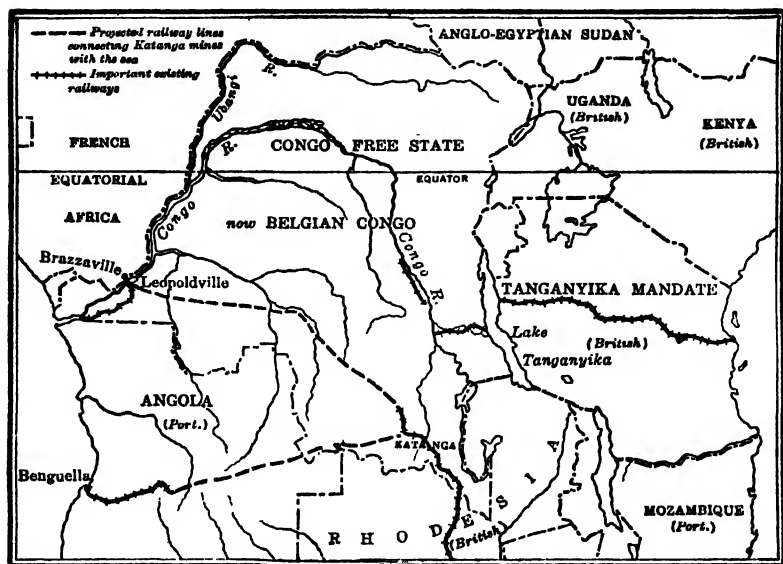 Projected railway lines
connecting Katanga mines
with the sea
Important existing
railways
ANGLO-EGYPTIAN SUDAN
Ubangi R.
UGANDA
(British)
KENYA
(British)
FRENCH
EQUATORIAL
AFRICA
R.
CONGO FREE STATE
EQUATOR
Congo
now BELGIAN CONGO
Congo R.
Brazzaville
Leopoldville
TANGANYIKA MANDATE
(British)
Lake
Tanganyika
ANGOLA
(Port.)
KATANGA
Benguella
RHODESIA
(British)
MOZAMBIQUE
(Port.)